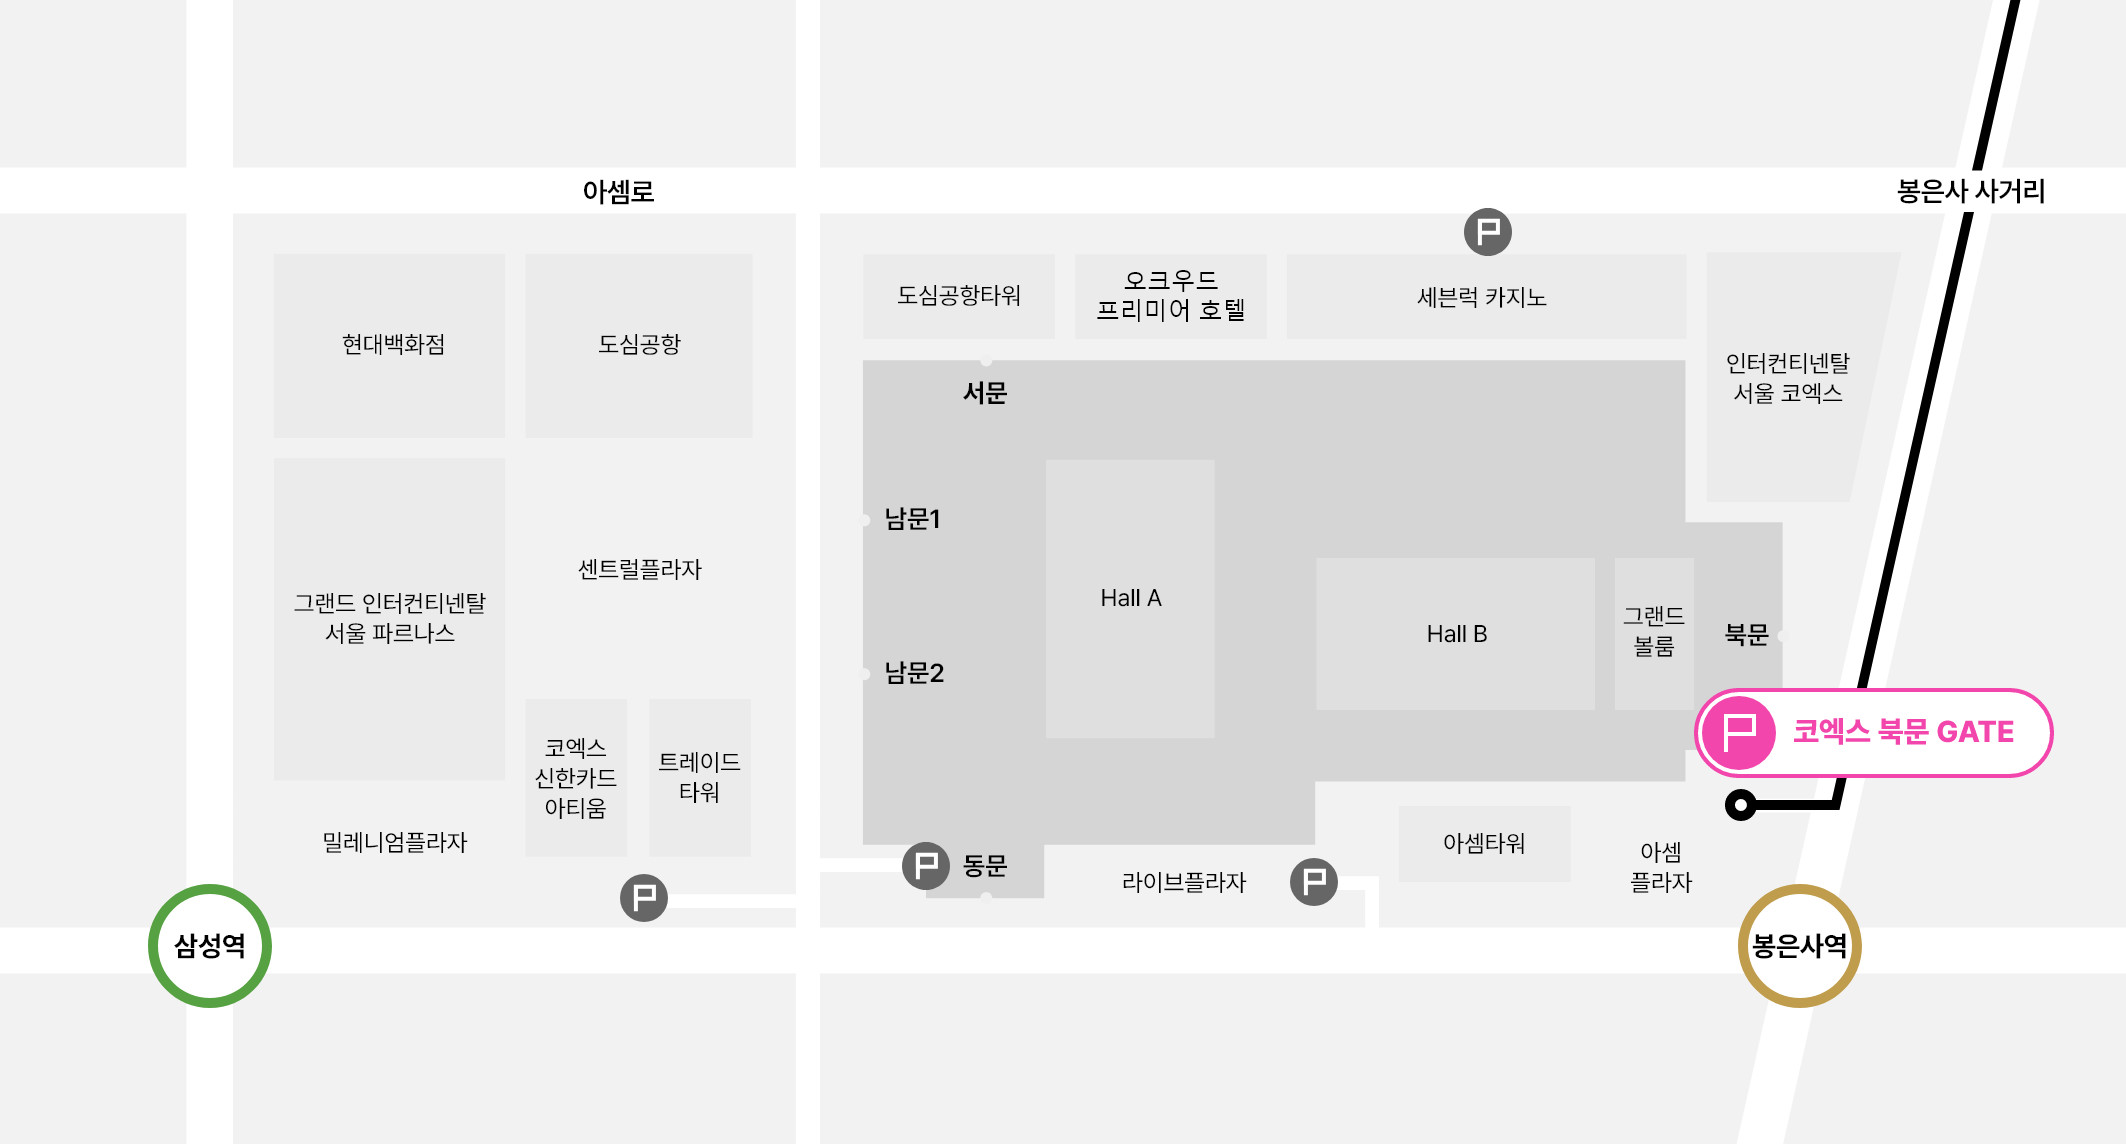 아셈로
봉은사 사거리
도심공항타워
오크우드
프리미어 호텔
세븐럭 카지노
현대백화점
도심공항
인터컨티넨탈
서울 코엑스
서문
남문1
센트럴플라자
Hall A
그랜드 인터컨티넨탈
서울 파르나스
Hall B
그랜드
볼룸
북문
남문2
코엑스 북문 GATE
코엑스
신한카드
아티움
트레이드
타워
밀레니엄플라자
동문
라이브플라자
아셈타워
아셈
플라자
삼성역
봉은사역